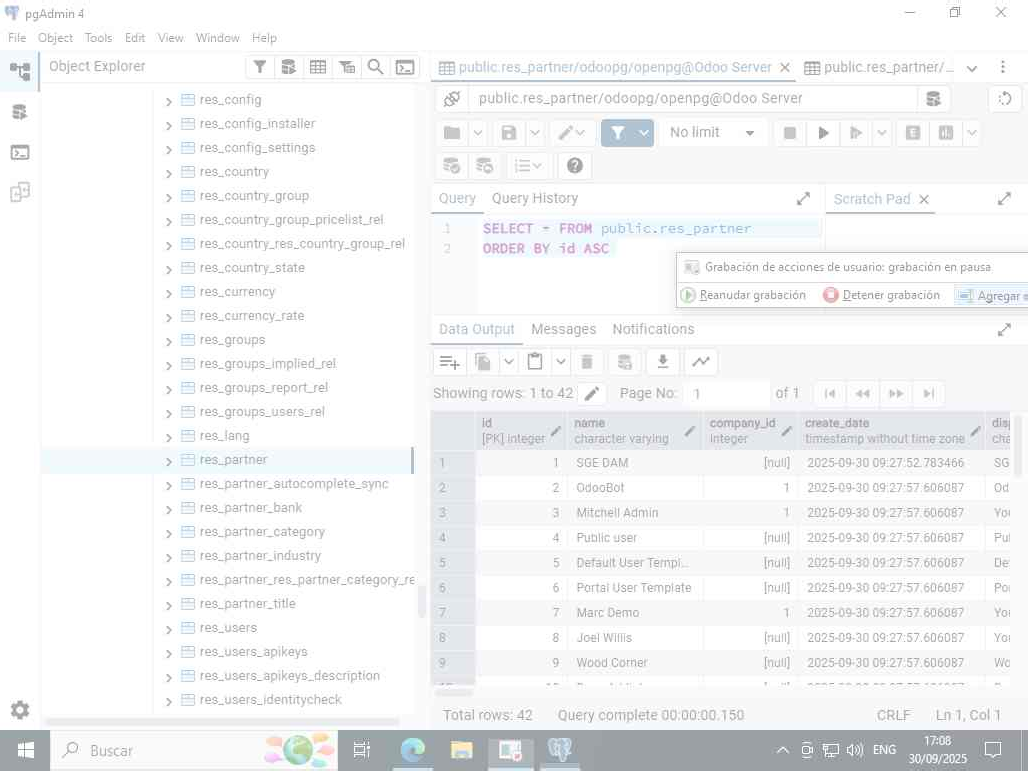 pgAdmin 4
File Object Tools Edit View Window Help
Object Explorer
public.res_partner/odoopg/openpg@Odoo Server
public.res_partner/...
public.res_partner/odoopg/openpg@Odoo Server
No limit
Query Query History
Scratch Pad
1 SELECT * FROM public.res_partner
2 ORDER BY id ASC
res_config
res_config_installer
res_config_settings
res_country
res_country_group
res_country_group_pricelist_rel
res_country_res_country_group_rel
res_country_state
res_currency
res_currency_rate
res_groups
res_groups_implied_rel
res_groups_report_rel
res_groups_users_rel
res_lang
res_partner
res_partner_autocomplete_sync
res_partner_bank
res_partner_category
res_partner_industry
res_partner_res_partner_category_re
res_partner_title
res_users
res_users_apikeys
res_users_apikeys_description
res_users_identitycheck
Grabación de acciones de usuario: grabación en pausa
Reanudar grabación Detener grabación Agregar
Data Output Messages Notifications
Showing rows: 1 to 42 Page No: 1 of 1
id name company_id create_date
[PK] integer character varying integer timestamp without time zone
1 1 SGE DAM [null] 2025-09-30 09:27:52.783466 SG
2 2 OdooBot 1 2025-09-30 09:27:57.606087 Od
3 3 Mitchell Admin 1 2025-09-30 09:27:57.606087 You
4 4 Public user [null] 2025-09-30 09:27:57.606087 Pul
5 5 Default User Templ... [null] 2025-09-30 09:27:57.606087 De
6 6 Portal User Template [null] 2025-09-30 09:27:57.606087 Po
7 7 Marc Demo 1 2025-09-30 09:27:57.606087 You
8 8 Joel Willis [null] 2025-09-30 09:27:57.606087 You
9 9 Wood Corner [null] 2025-09-30 09:27:57.606087 Wo
Total rows: 42 Query complete 00:00:00.150 CRLF Ln 1, Col 1
Buscar
ENG
17:08
30/09/2025